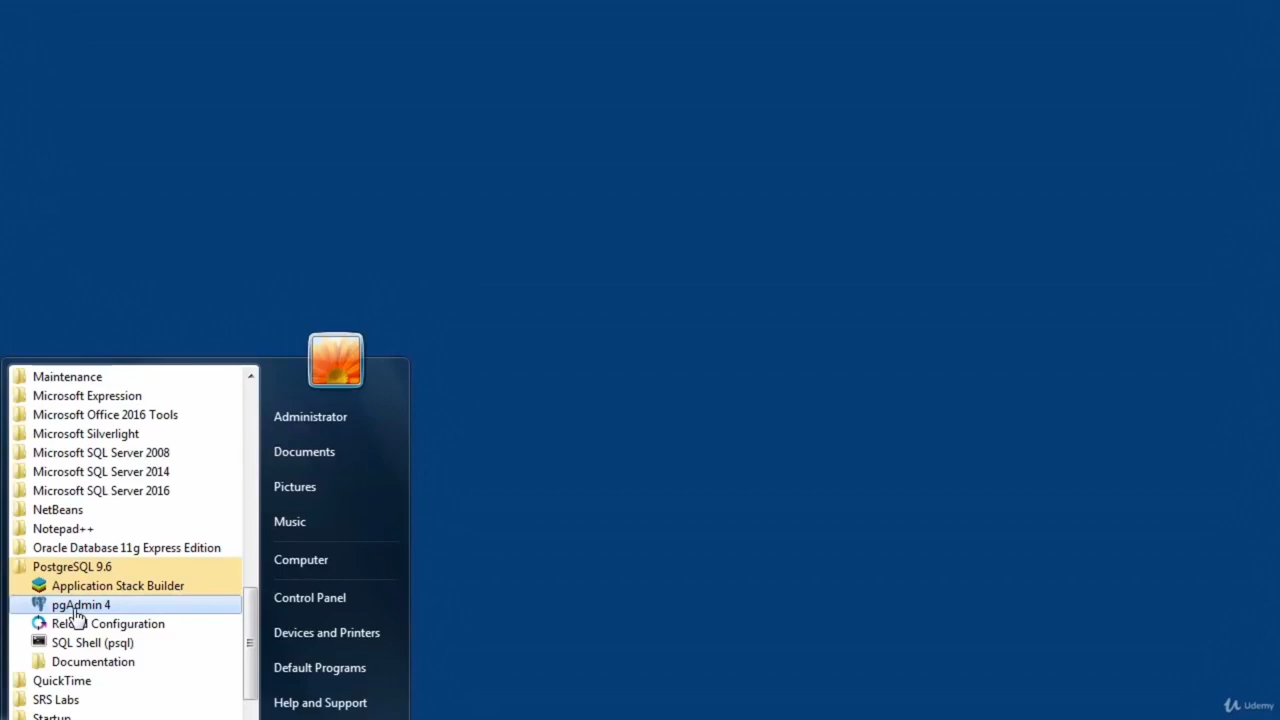 Maintenance
Microsoft Expression
Microsoft Office 2016 Tools
Microsoft Silverlight
Microsoft SQL Server 2008
Microsoft SQL Server 2014
Microsoft SQL Server 2016
NetBeans
Notepad++
Oracle Database 11g Express Edition
PostgreSQL 9.6
Application Stack Builder
pgAdmin 4
Reload Configuration
SQL Shell (psql)
Documentation
QuickTime
SRS Labs
Startup
Administrator
Documents
Pictures
Music
Computer
Control Panel
Devices and Printers
Default Programs
Help and Support
Udemy